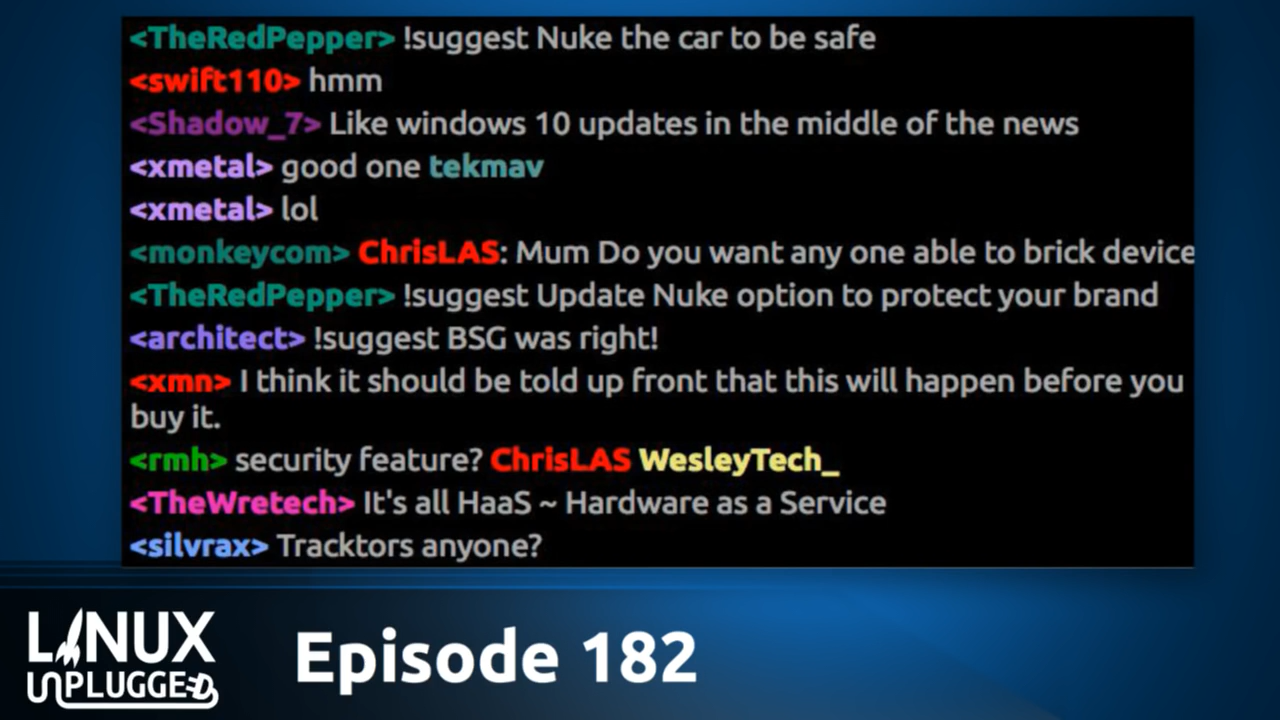 <TheRedPepper> !suggest Nuke the car to be safe
<swift110> hmm
<Shadow_7> Like windows 10 updates in the middle of the news
<xmetal> good one tekmav
<xmetal> lol
<monkeycom> ChrisLAS: Mum Do you want any one able to brick device
<TheRedPepper> !suggest Update Nuke option to protect your brand
<architect> !suggest BSG was right!
<xmn> I think it should be told up front that this will happen before you
buy it.
<rmh> security feature? ChrisLAS WesleyTech_
<TheWretech> It's all HaaS ~ Hardware as a Service
<silvrax> Tracktors anyone?
LINUX
UNPLUGGED
Episode 182